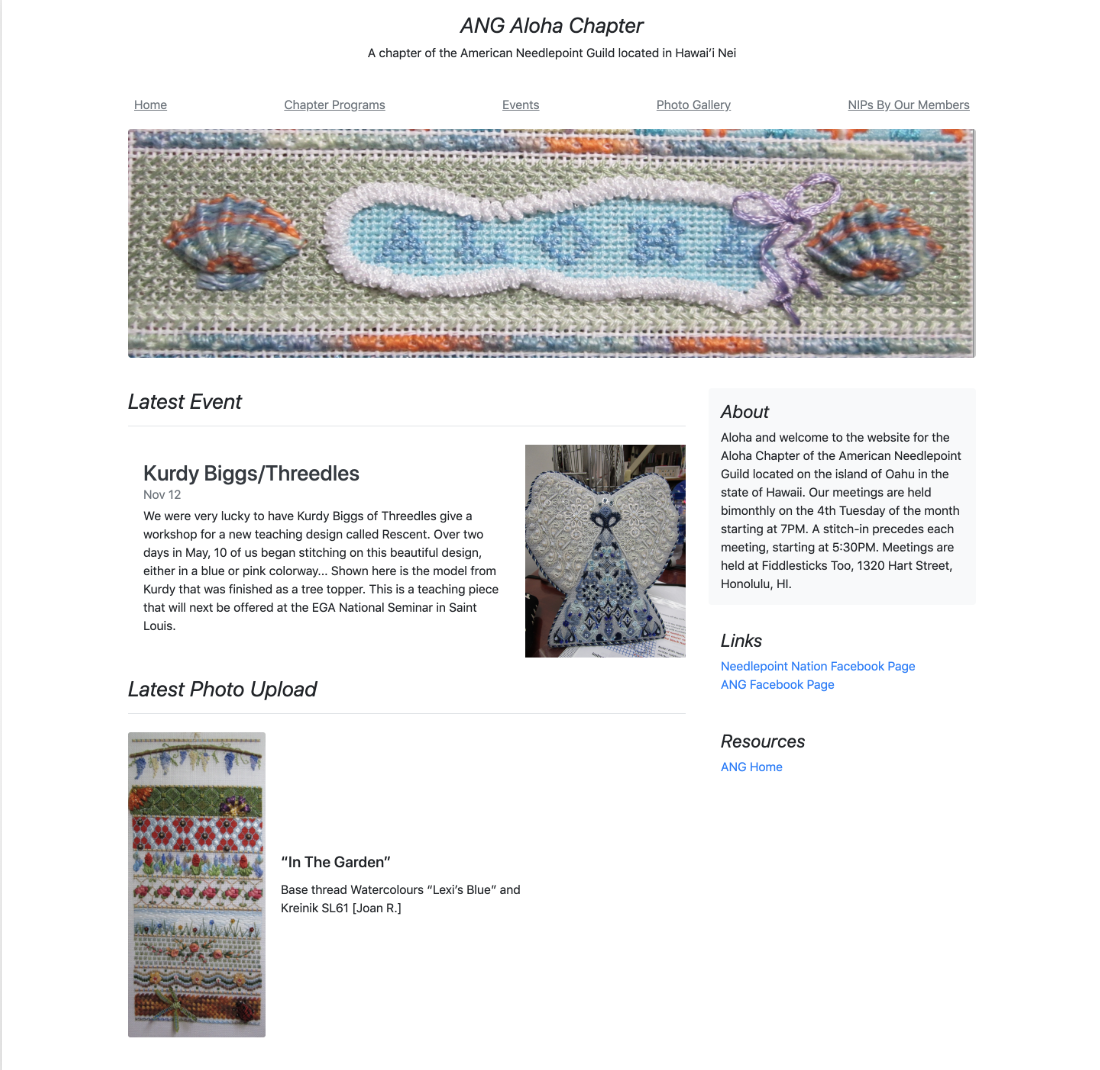 ANG Aloha Chapter
A chapter of the American Needlepoint Guild located in Hawai’i Nei
Home
Chapter Programs
Events
Photo Gallery
NIPs By Our Members
ALOHA
Latest Event
Kurdy Biggs/Threedles
Nov 12
We were very lucky to have Kurdy Biggs of Threedles give a
workshop for a new teaching design called Rescent. Over two
days in May, 10 of us began stitching on this beautiful design,
either in a blue or pink colorway... Shown here is the model from
Kurdy that was finished as a tree topper. This is a teaching piece
that will next be offered at the EGA National Seminar in Saint
Louis.
Latest Photo Upload
“In The Garden”
Base thread Watercolours “Lexi’s Blue” and
Kreinik SL61 [Joan R.]
About
Aloha and welcome to the website for the
Aloha Chapter of the American Needlepoint
Guild located on the island of Oahu in the
state of Hawaii. Our meetings are held
bimonthly on the 4th Tuesday of the month
starting at 7PM. A stitch-in precedes each
meeting, starting at 5:30PM. Meetings are
held at Fiddlesticks Too, 1320 Hart Street,
Honolulu, HI.
Links
Needlepoint Nation Facebook Page
ANG Facebook Page
Resources
ANG Home